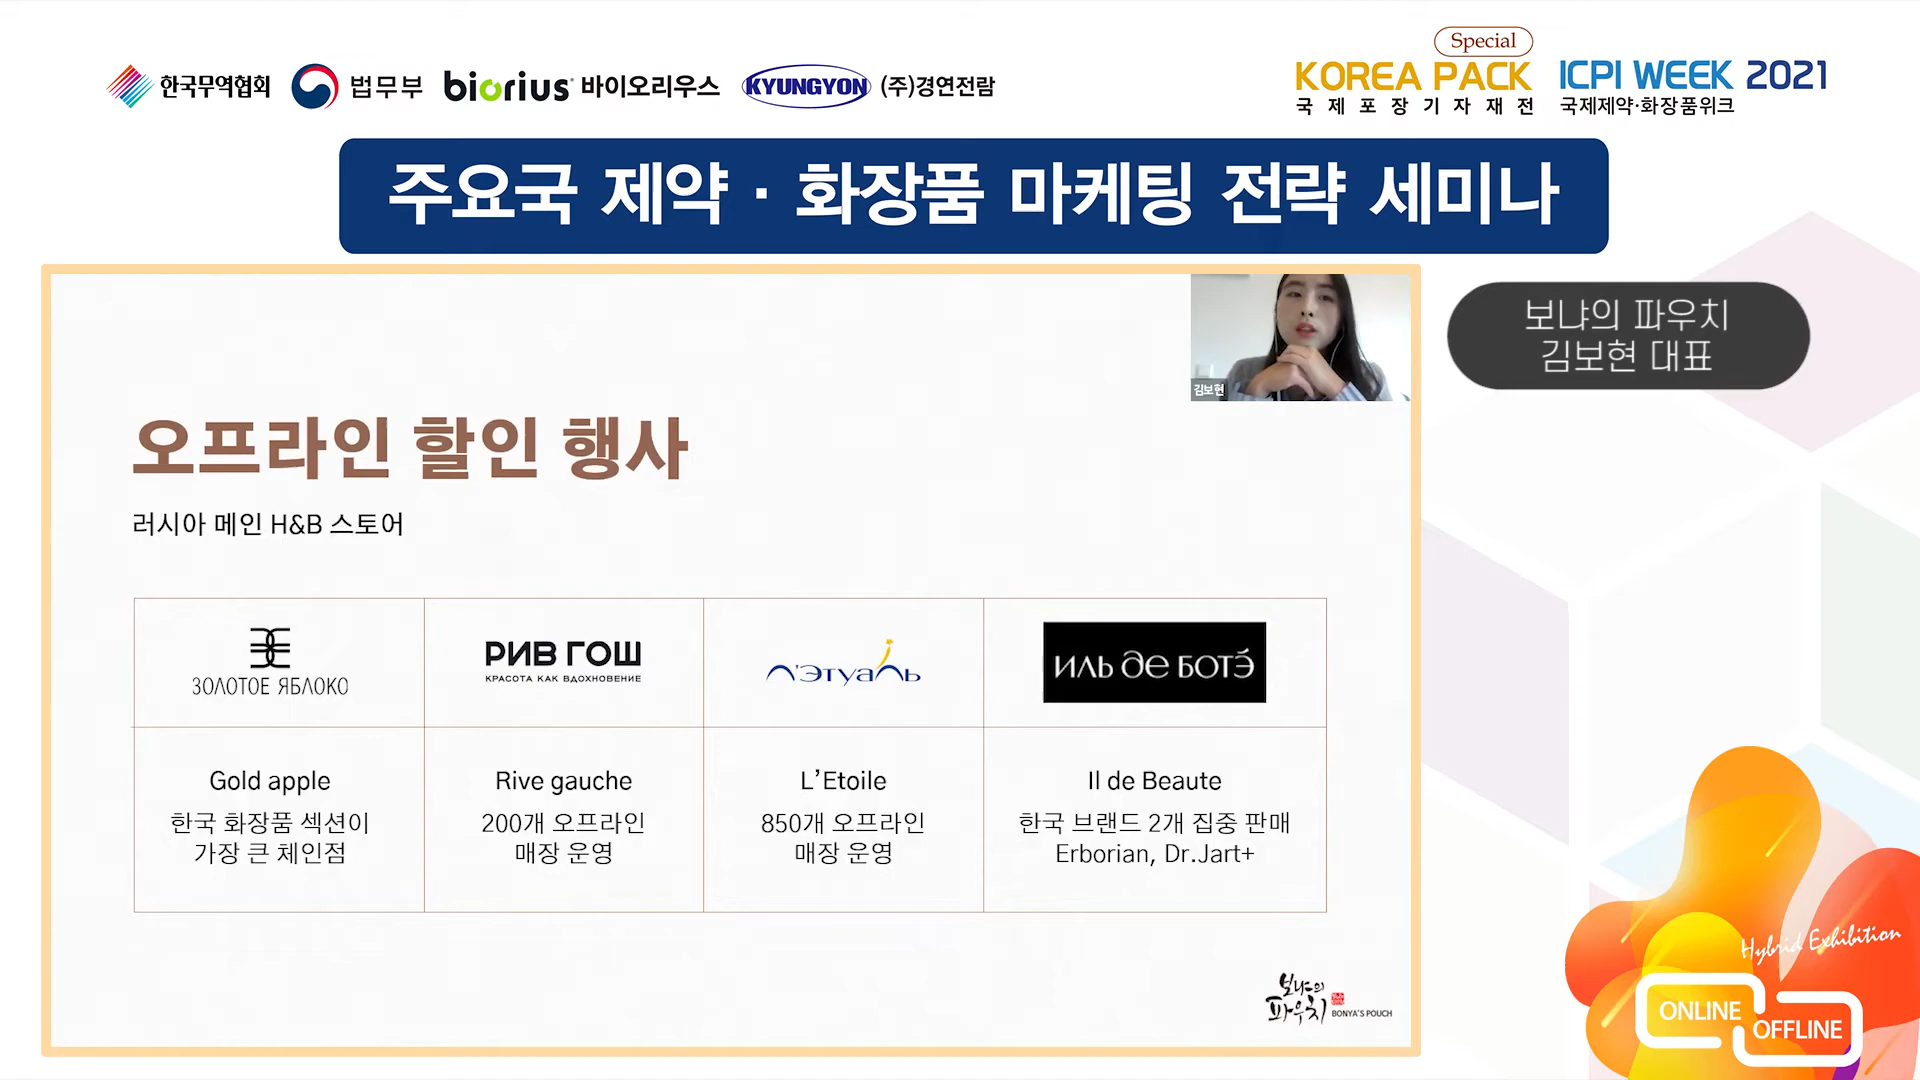 한국무역협회
법무부
biorius 바이오리우스
KYUNGYON (주)경연전람
Special
KOREA PACK
국제포장기자재전
ICPI WEEK 2021
국제제약·화장품위크
주요국 제약 · 화장품 마케팅 전략 세미나
보냐의 파우치
김보현 대표
김보현
오프라인 할인 행사
러시아 메인 H&B 스토어
ЗОЛОТОЕ ЯБЛОКО
РИВ ГОШ
КРАСОТА КАК ВДОХНОВЕНИЕ
Л'Этуаль
ИЛЬ ДЕ БОТЭ
Gold apple
한국 화장품 섹션이
가장 큰 체인점
Rive gauche
200개 오프라인
매장 운영
L’Etoile
850개 오프라인
매장 운영
Il de Beaute
한국 브랜드 2개 집중 판매
Erborian, Dr.Jart+
보냐의
파우치
BONYA'S POUCH
Hybrid Exhibition
ONLINE
OFFLINE